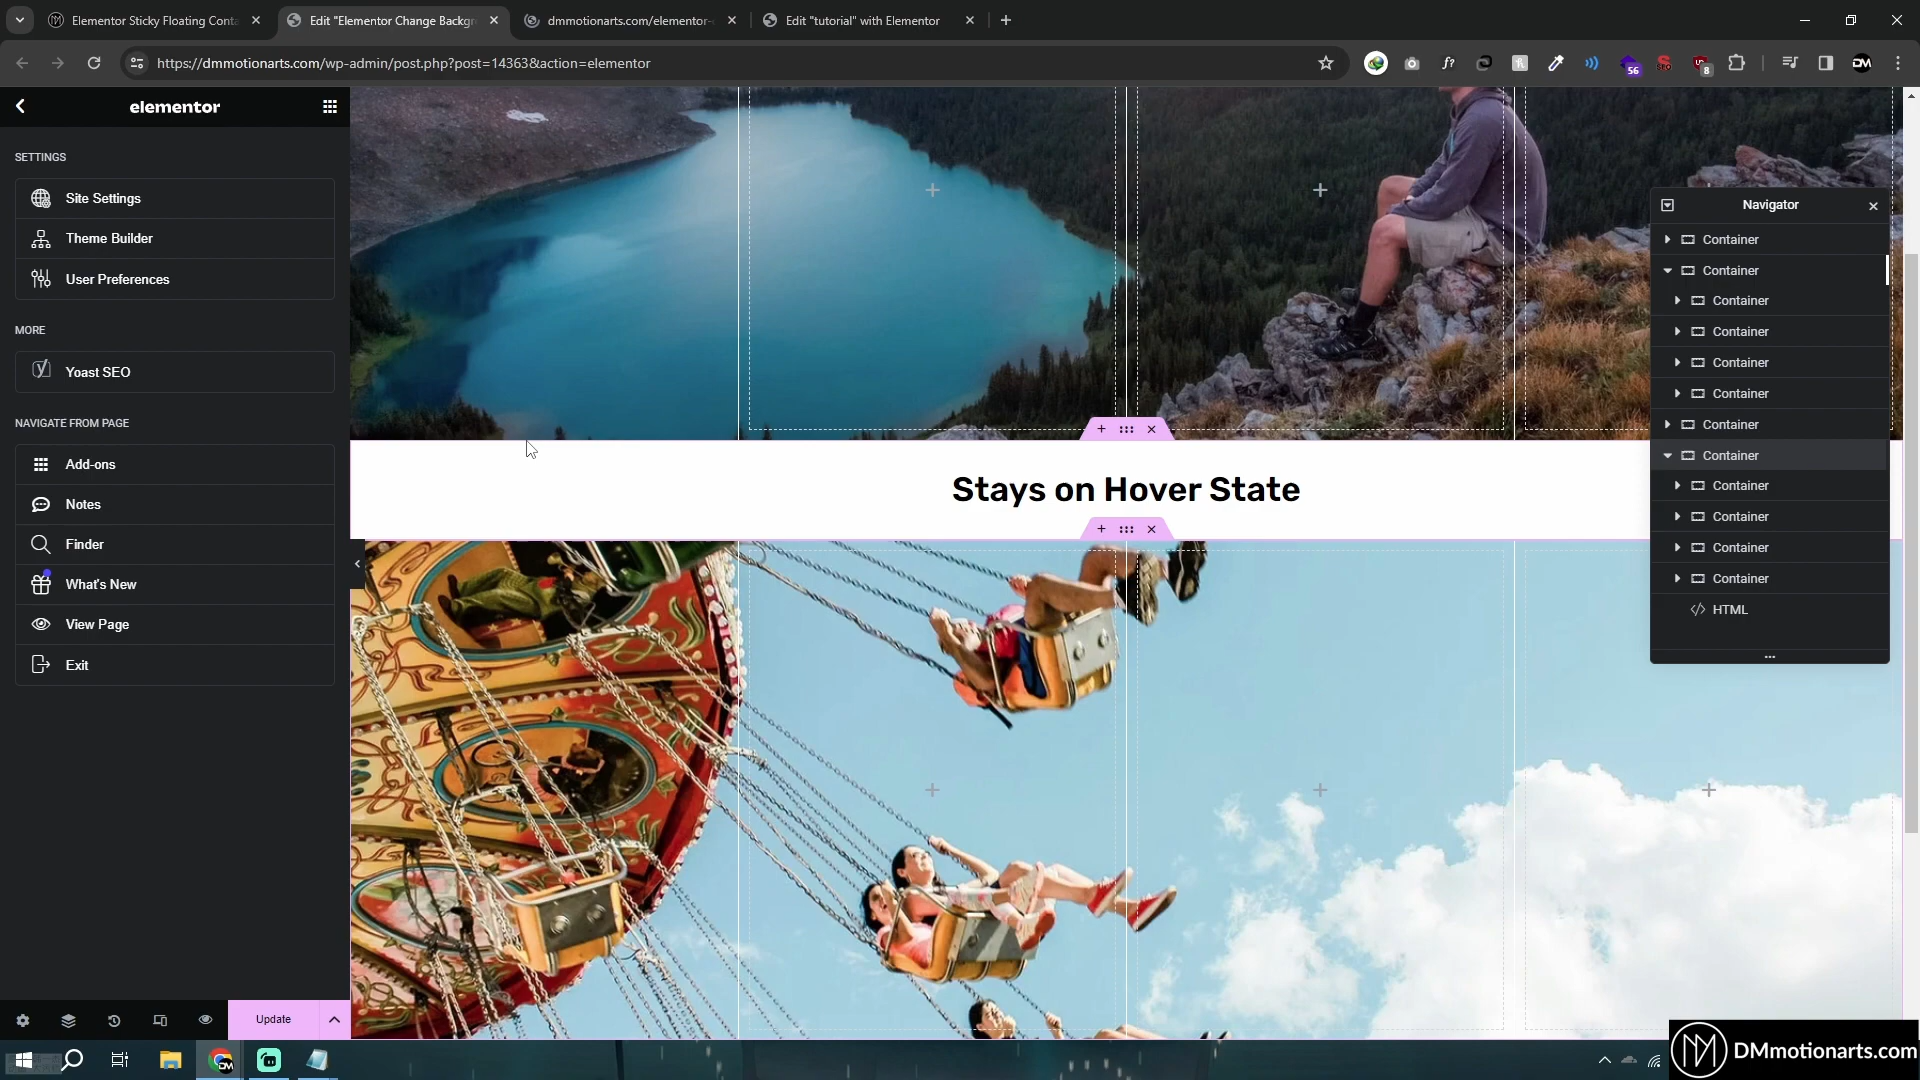 Elementor Sticky Floating Conta
Edit "Elementor Change Backgr
dmmotionarts.com/elementor-
Edit "tutorial" with Elementor
https://dmmotionarts.com/wp-admin/post.php?post=14363&action=elementor
f?
56
8
DM
elementor
SETTINGS
Site Settings
Theme Builder
User Preferences
MORE
Yoast SEO
NAVIGATE FROM PAGE
Add-ons
Notes
Finder
What's New
View Page
Exit
Update
Stays on Hover State
Navigator
Container
Container
Container
Container
Container
Container
Container
Container
Container
Container
Container
Container
HTML
DMmotionarts.com